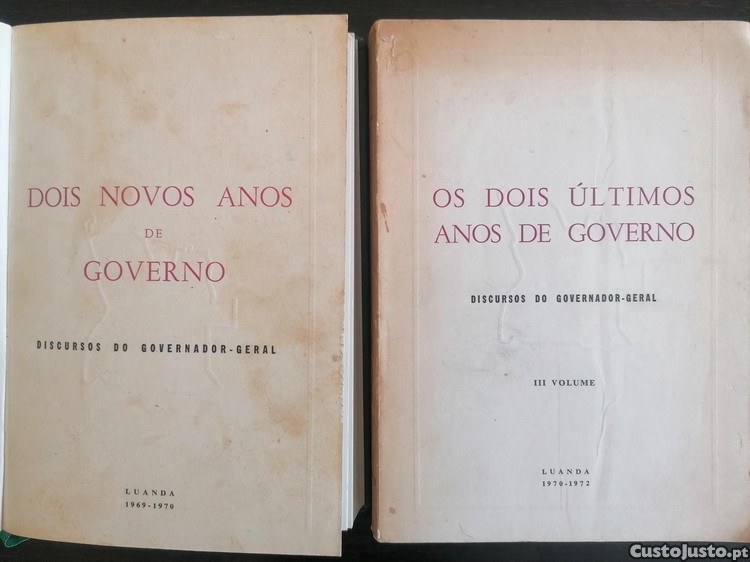 DOIS NOVOS ANOS
DE
GOVERNO
DISCURSOS DO GOVERNADOR-GERAL
LUANDA
1969-1970
OS DOIS ÚLTIMOS
ANOS DE GOVERNO
DISCURSOS DO GOVERNADOR-GERAL
III VOLUME
LUANDA
1970-1972
CustoJusto.pt